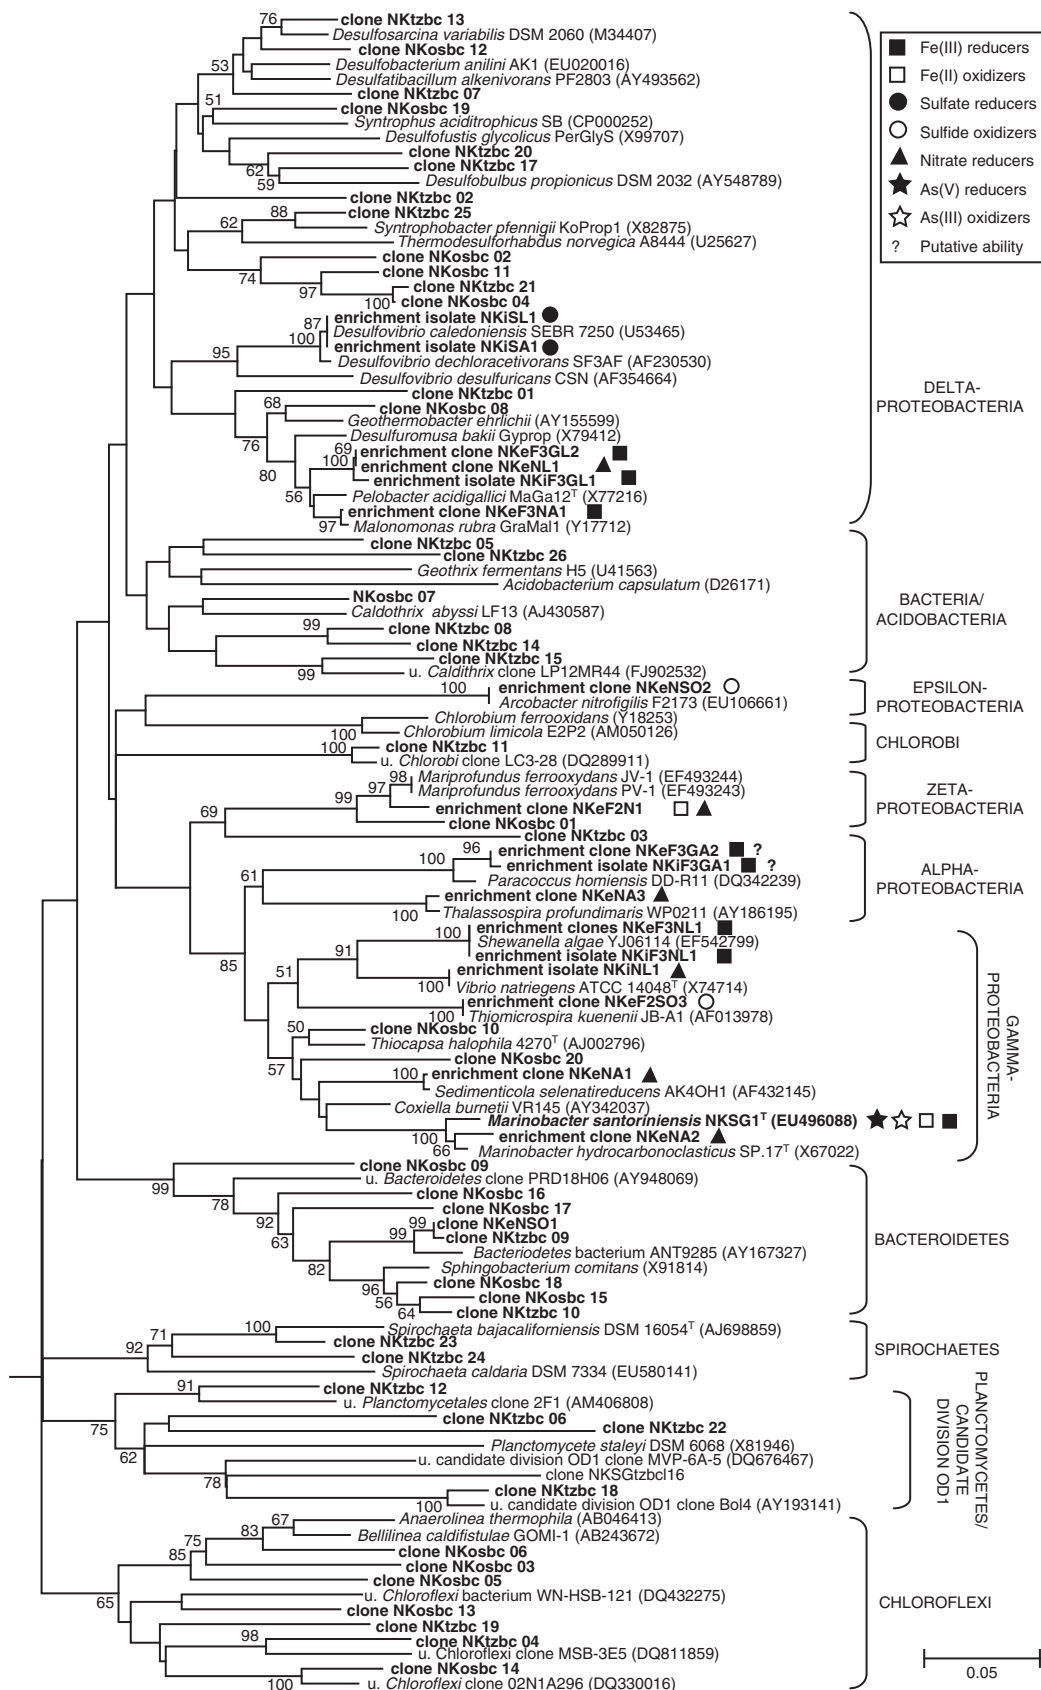 76
clone NKtzbc 13
Desulfosarcina variabilis DSM 2060 (M34407)
clone NKosbc 12
53
Desulfobacterium anilini AK1 (EU020016)
Desulfatibacillum alkenivorans PF2803 (AY493562)
clone NKtzbc 07
51
clone NKosbc 19
Syntrophus aciditrophicus SB (CP000252)
Desulfofustis glycolicus PerGlyS (X99707)
clone NKtzbc 20
62
clone NKtzbc 17
59
Desulfobulbus propionicus DSM 2032 (AY548789)
clone NKtzbc 02
88
clone NKtzbc 25
62
Syntrophobacter pfennigii KoProp1 (X82875)
Thermodesulforhabdus norvegica A8444 (U25627)
clone NKosbc 02
74
clone NKosbc 11
97
clone NKtzbc 21
100
clone NKosbc 04
87
enrichment isolate NKiSL1
Desulfovibrio caledoniensis SEBR 7250 (U53465)
100
enrichment isolate NKiSA1
95
Desulfovibrio dechloracetivorans SF3AF (AF230530)
Desulfovibrio desulfuricans CSN (AF354664)
clone NKtzbc 01
68
clone NKosbc 08
Geothermobacter ehrlichii (AY155599)
76
Desulfuromusa bakii Gyprop (X79412)
69
enrichment clone NKeF3GL2
100
enrichment clone NKeNL1
80
enrichment isolate NKiF3GL1
56
Pelobacter acidigallici MaGa12T (X77216)
enrichment clone NKeF3NA1
97
Malonomonas rubra GraMal1 (Y17712)
DELTA-
PROTEOBACTERIA
clone NKtzbc 05
clone NKtzbc 26
Geothrix fermentans H5 (U41563)
Acidobacterium capsulatum (D26171)
NKosbc 07
Caldothrix abyssi LF13 (AJ430587)
99
clone NKtzbc 08
clone NKtzbc 14
clone NKtzbc 15
99
u. Caldithrix clone LP12MR44 (FJ902532)
BACTERIA/
ACIDOBACTERIA
100
enrichment clone NKeNSO2
Arcobacter nitrofigilis F2173 (EU106661)
EPSILON-
PROTEOBACTERIA
Chlorobium ferrooxidans (Y18253)
100
Chlorobium limicola E2P2 (AM050126)
100
clone NKtzbc 11
u. Chlorobi clone LC3-28 (DQ289911)
CHLOROBI
98
Mariprofundus ferrooxydans JV-1 (EF493244)
97
Mariprofundus ferrooxydans PV-1 (EF493243)
99
enrichment clone NKeF2N1
69
clone NKosbc 01
ZETA-
PROTEOBACTERIA
clone NKtzbc 03
96
enrichment clone NKeF3GA2
?
100
enrichment isolate NKiF3GA1
?
61
Paracoccus homiensis DD-R11 (DQ342239)
enrichment clone NKeNA3
100
Thalassospira profundimaris WP0211 (AY186195)
ALPHA-
PROTEOBACTERIA
85
enrichment clones NKeF3NL1
100
Shewanella algae YJ06114 (EF542799)
91
enrichment isolate NKiF3NL1
51
enrichment isolate NKiNL1
100
Vibrio natriegens ATCC 14048T (X74714)
enrichment clone NKeF2SO3
100
Thiomicrospira kuenenii JB-A1 (AF013978)
50
clone NKosbc 10
Thiocapsa halophila 4270T (AJ002796)
57
clone NKosbc 20
100
enrichment clone NKeNA1
Sedimenticola selenatireducens AK4OH1 (AF432145)
Coxiella burnetii VR145 (AY342037)
Marinobacter santoriniensis NKSG1T (EU496088)
100
enrichment clone NKeNA2
66
Marinobacter hydrocarbonoclasticus SP.17T (X67022)
GAMMA-
PROTEOBACTERIA
clone NKosbc 09
99
u. Bacteroidetes clone PRD18H06 (AY948069)
78
clone NKosbc 16
92
clone NKosbc 17
63
99
clone NKeNSO1
99
clone NKtzbc 09
82
Bacteriodetes bacterium ANT9285 (AY167327)
Sphingobacterium comitans (X91814)
96
clone NKosbc 18
56
clone NKosbc 15
64
clone NKtzbc 10
BACTEROIDETES
100
Spirochaeta bajacaliforniensis DSM 16054T (AJ698859)
71
clone NKtzbc 23
92
clone NKtzbc 24
Spirochaeta caldaria DSM 7334 (EU580141)
SPIROCHAETES
91
clone NKtzbc 12
u. Planctomycetales clone 2F1 (AM406808)
75
clone NKtzbc 06
clone NKtzbc 22
62
Planctomycete staleyi DSM 6068 (X81946)
u. candidate division OD1 clone MVP-6A-5 (DQ676467)
78
clone NKSGtzbcl16
clone NKtzbc 18
100
u. candidate division OD1 clone Bol4 (AY193141)
PLANCTOMYCETES/
CANDIDATE
DIVISION OD1
67
Anaerolinea thermophila (AB046413)
83
Bellilinea caldifistulae GOMI-1 (AB243672)
75
clone NKosbc 06
85
clone NKosbc 03
clone NKosbc 05
65
u. Chloroflexi bacterium WN-HSB-121 (DQ432275)
clone NKosbc 13
clone NKtzbc 19
98
clone NKtzbc 04
u. Chloroflexi clone MSB-3E5 (DQ811859)
clone NKosbc 14
100
u. Chloroflexi clone 02N1A296 (DQ330016)
CHLOROFLEXI
Fe(III) reducers
Fe(II) oxidizers
Sulfate reducers
Sulfide oxidizers
Nitrate reducers
As(V) reducers
As(III) oxidizers
? Putative ability
0.05